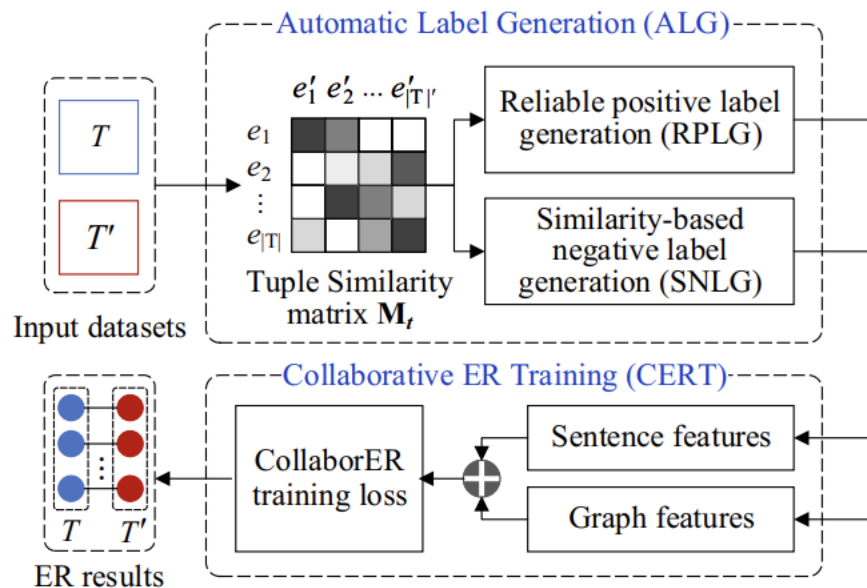 Automatic Label Generation (ALG)
T
T′
Input datasets
e′1 e′2 ... e′|T|′
e1
e2
⋮
e|T|
Tuple Similarity
matrix Mt
Reliable positive label
generation (RPLG)
Similarity-based
negative label
generation (SNLG)
Collaborative ER Training (CERT)
Sentence features
Graph features
CollaborER
training loss
⋮
T T′
ER results